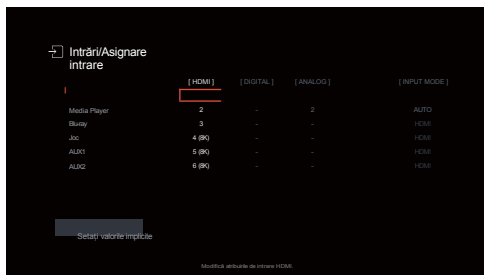 Intrări/Asignare
intrare
[ HDMI ] [ DIGITAL ] [ ANALOG ] [ INPUT MODE ]
Media Player 2 - 2 AUTO
Blu-ray 3 - - HDMI
Joc 4 (8K) - - HDMI
AUX1 5 (8K) - - HDMI
AUX2 6 (8K) - - HDMI
Setați valorile implicite
Modifică atribuirile de intrare HDMI.